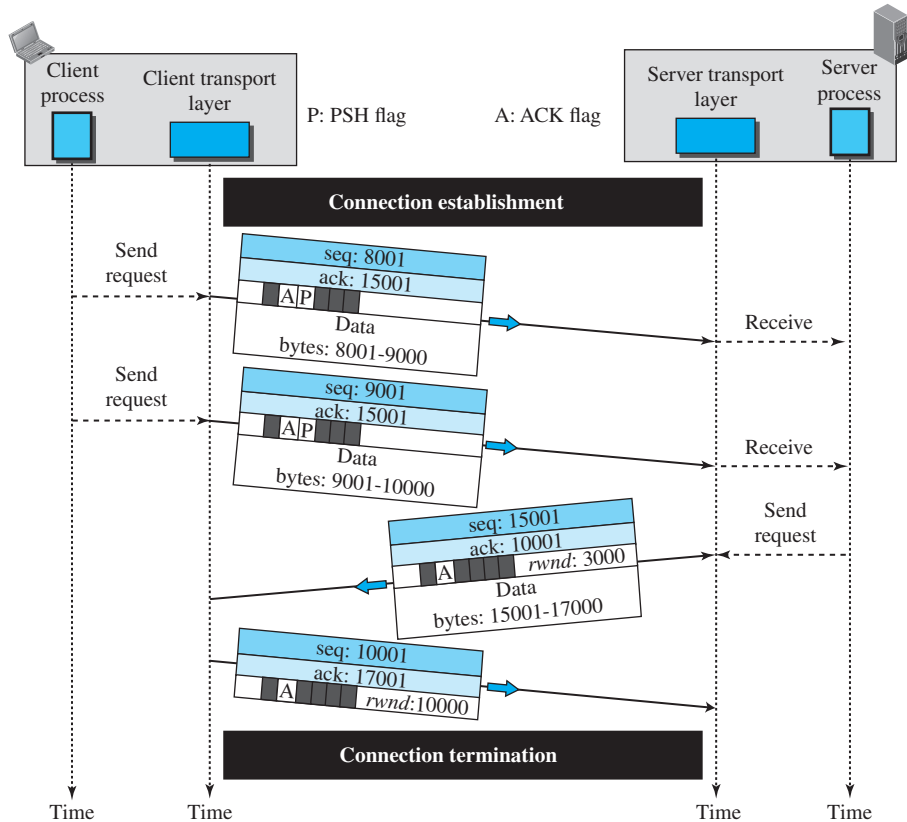 Client
process
Client transport
layer
P: PSH flag
A: ACK flag
Server transport
layer
Server
process
Connection establishment
Send
request
seq: 8001
ack: 15001
A P
Data
bytes: 8001-9000
Receive
Send
request
seq: 9001
ack: 15001
A P
Data
bytes: 9001-10000
Receive
Send
request
seq: 15001
ack: 10001
A rwnd: 3000
Data
bytes: 15001-17000
seq: 10001
ack: 17001
A rwnd:10000
Connection termination
Time
Time
Time
Time